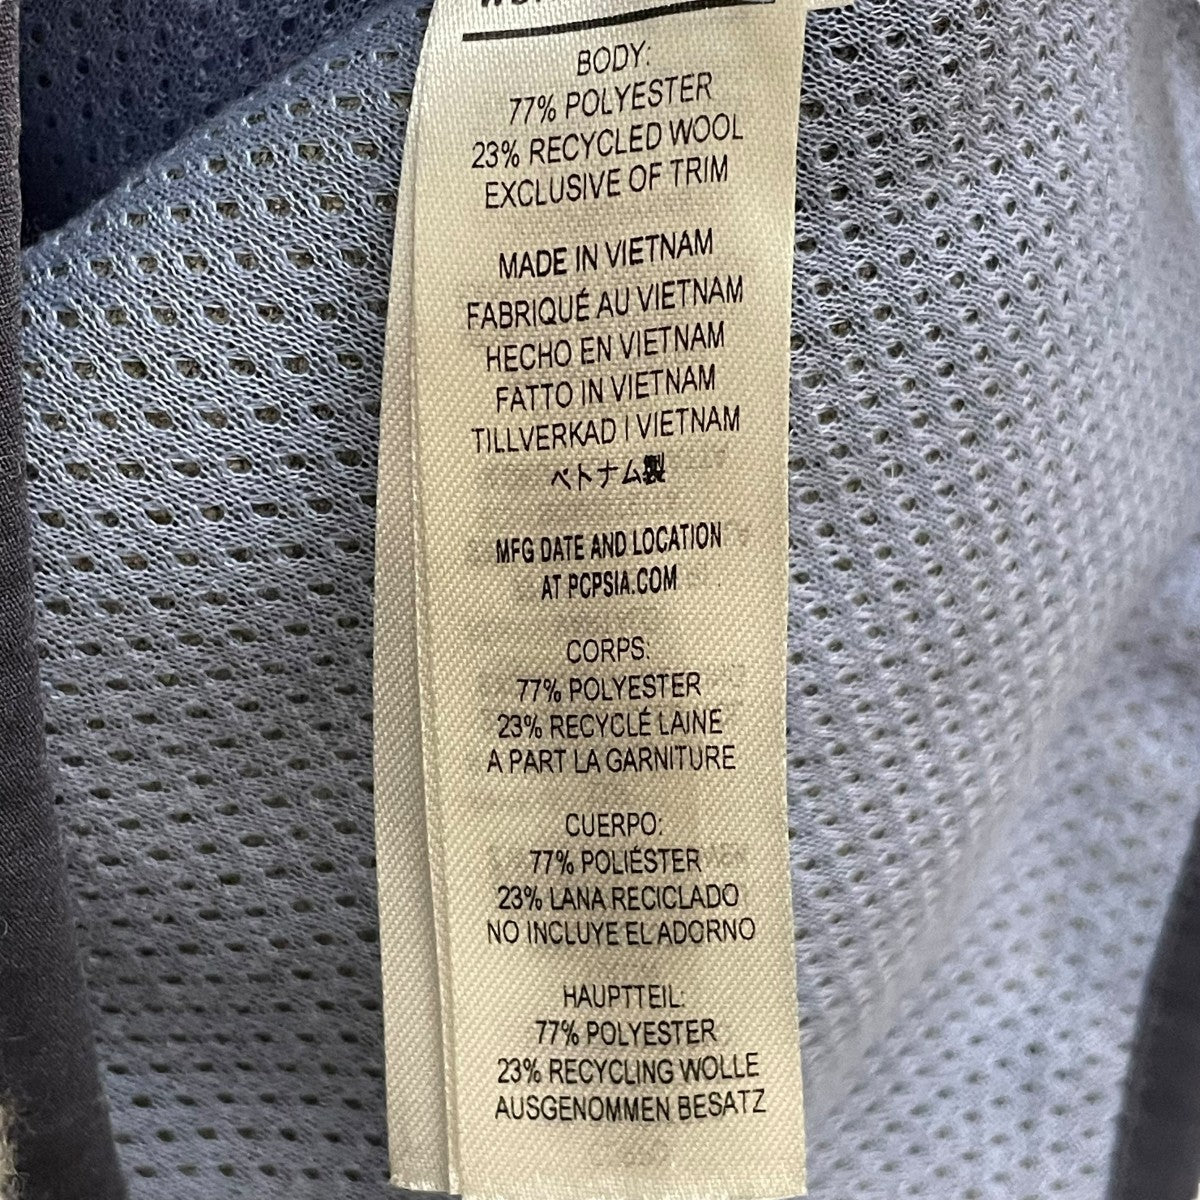 BODY:
77% POLYESTER
23% RECYCLED WOOL
EXCLUSIVE OF TRIM
MADE IN VIETNAM
FABRIQUÉ AU VIETNAM
HECHO EN VIETNAM
FATTO IN VIETNAM
TILLVERKAD I VIETNAM
ベトナム製
MFG DATE AND LOCATION
AT PCPSIA.COM
CORPS:
77% POLYESTER
23% RECYCLÉ LAINE
A PART LA GARNITURE
CUERPO:
77% POLIÉSTER
23% LANA RECICLADO
NO INCLUYE EL ADORNO
HAUPTTEIL:
77% POLYESTER
23% RECYCLING WOLLE
AUSGENOMMEN BESATZ